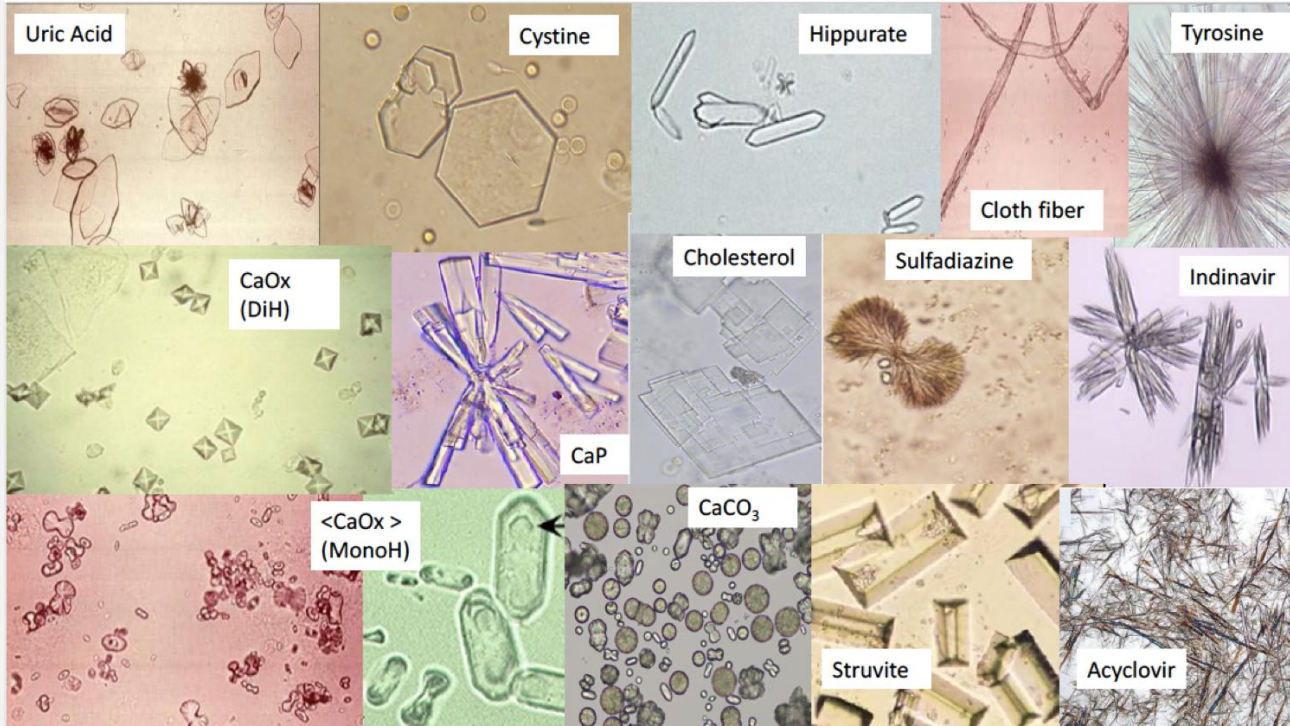 Uric Acid
Cystine
Hippurate
Cloth fiber
Tyrosine
CaOx
(DiH)
CaP
Cholesterol
Sulfadiazine
Indinavir
<CaOx >
(MonoH)
CaCO₃
Struvite
Acyclovir